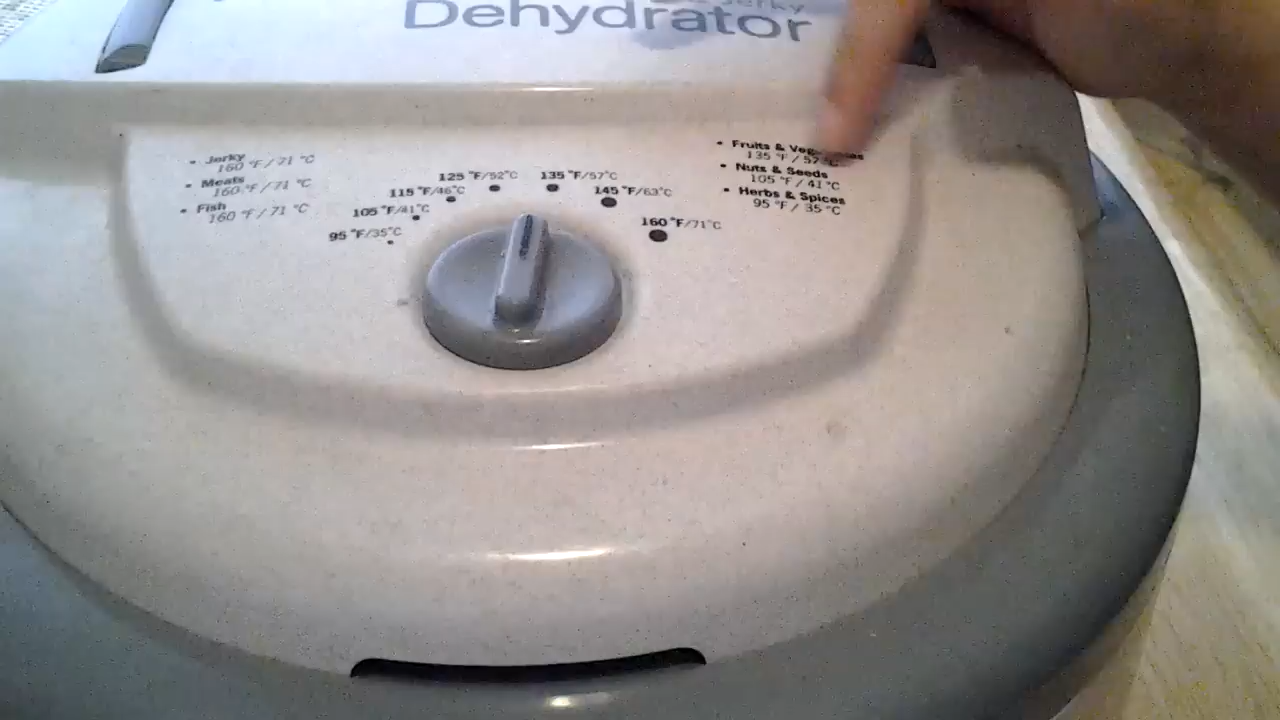 Jerky
Dehydrator
• Jerky
160 °F/71 °C
• Meats
160 °F/71 °C
• Fish
160 °F/71 °C
95 °F/35°C
105 °F/41°C
115 °F/46°C
125 °F/52°C
135 °F/57°C
145 °F/63°C
160 °F/71°C
• Fruits &
135 °F / 57
• Nuts & Seeds
105 °F / 41 °C
• Herbs & Spices
95 °F / 35 °C